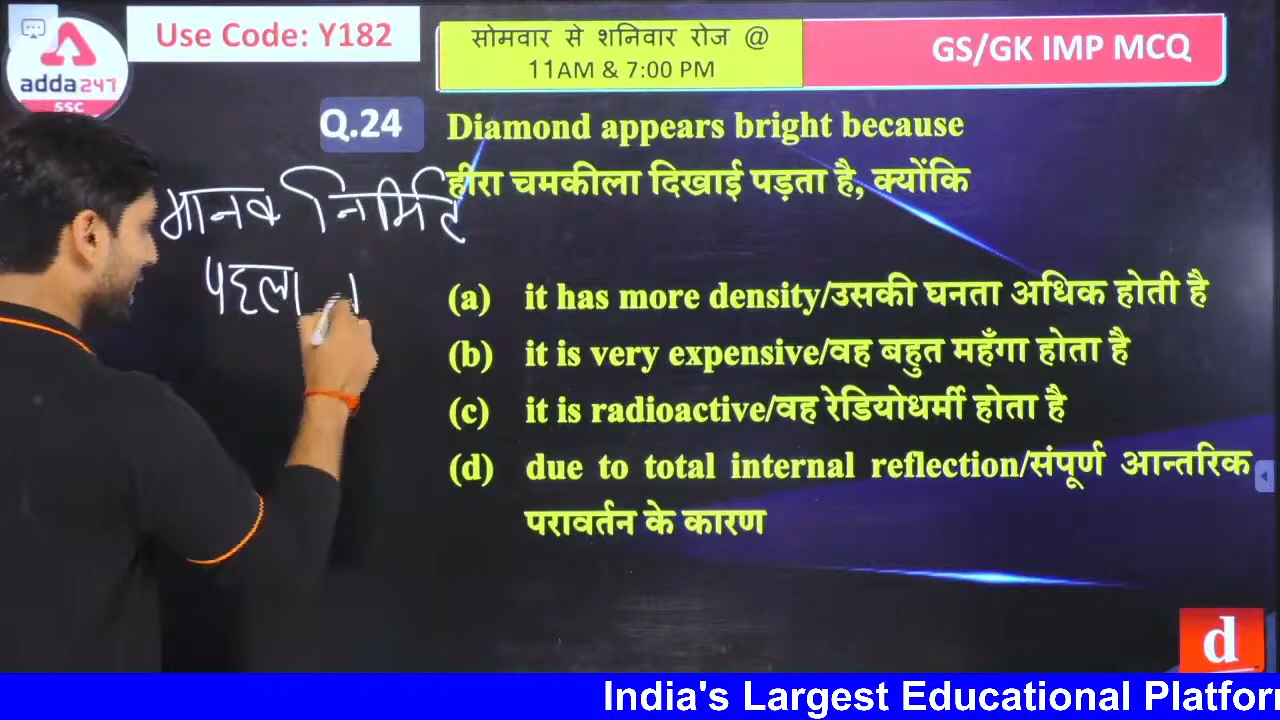 Use Code: Y182
सोमवार से शनिवार रोज @
11AM & 7:00 PM
GS/GK IMP MCQ
adda247
SSC
Q.24 Diamond appears bright because
हीरा चमकीला दिखाई पड़ता है, क्योंकि
मानव निर्मित
पहला
(a) it has more density/उसकी घनता अधिक होती है
(b) it is very expensive/वह बहुत महँगा होता है
(c) it is radioactive/वह रेडियोधर्मी होता है
(d) due to total internal reflection/संपूर्ण आन्तरिक
परावर्तन के कारण
d
India's Largest Educational Platfor